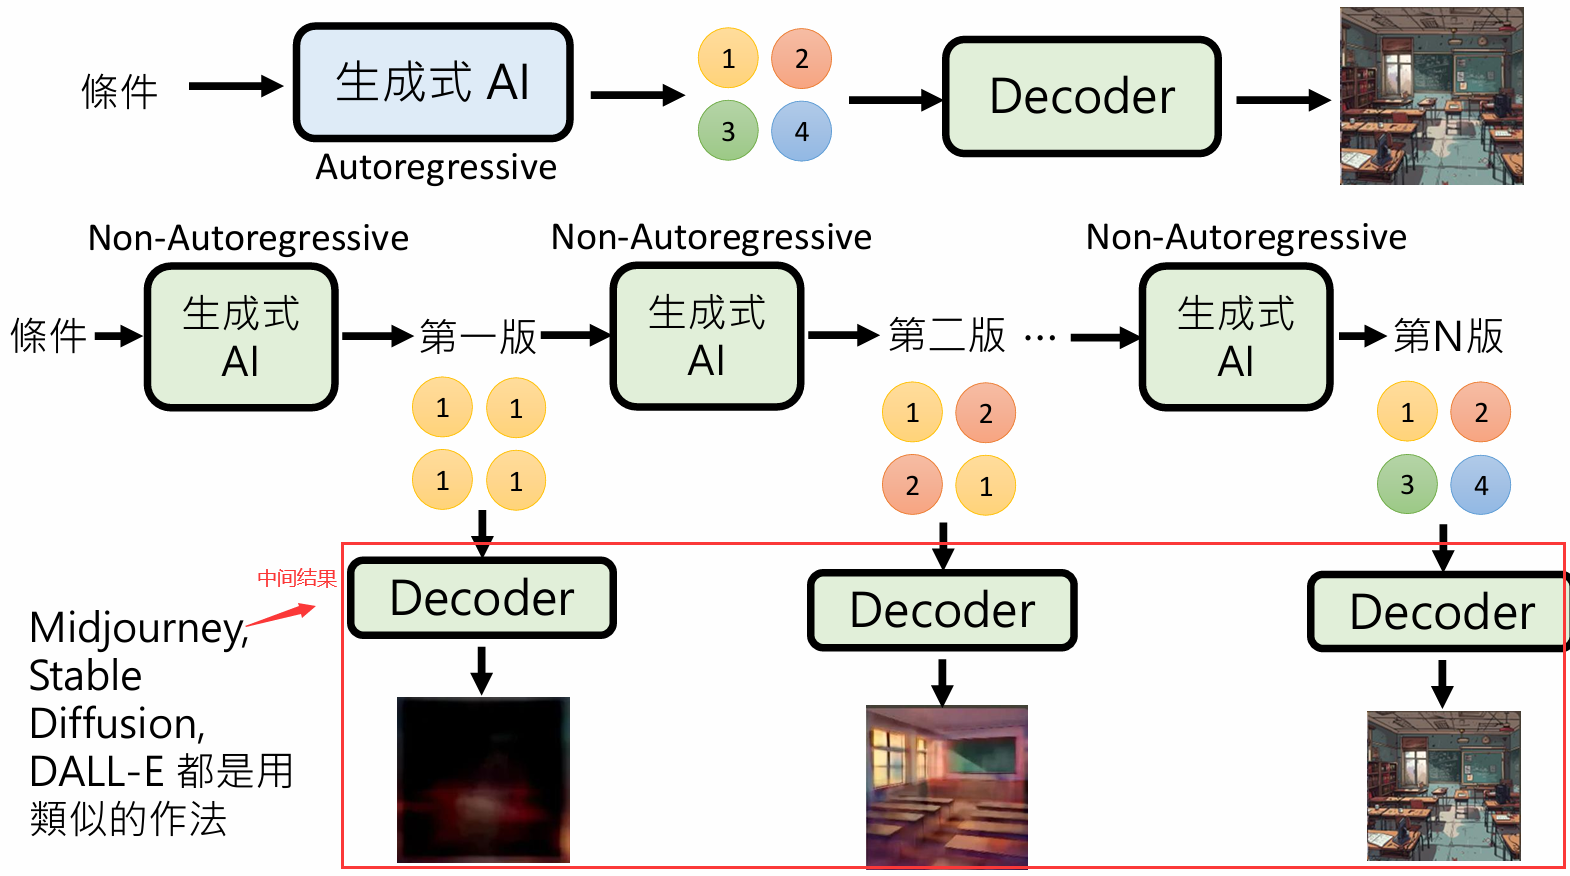 條件
生成式 AI
Autoregressive
1 2
3 4
Decoder
Non-Autoregressive
Non-Autoregressive
Non-Autoregressive
條件
生成式
AI
第一版
生成式
AI
第二版 …
生成式
AI
第N版
1 1
1 1
1 2
2 1
1 2
3 4
中间结果
Decoder
Decoder
Decoder
Midjourney,
Stable
Diffusion,
DALL-E 都是用
類似的作法